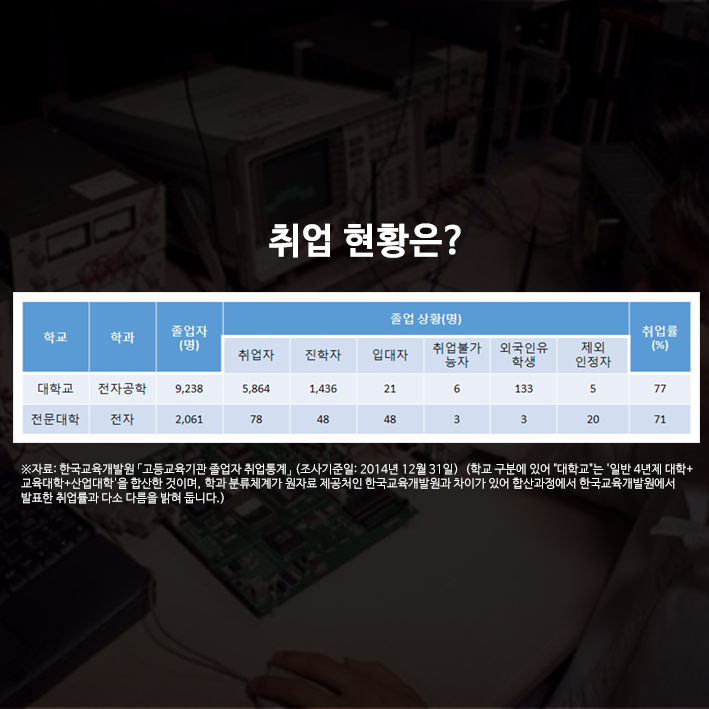 취업 현황은?
학교 학과 졸업자 (명) 졸업 상황(명) 취업률 (%)
취업자 진학자 입대자 취업불가능자 외국인유학생 제외인정자
대학교 전자공학 9,238 5,864 1,436 21 6 133 5 77
전문대학 전자 2,061 78 48 48 3 3 20 71
※자료: 한국교육개발원 「고등교육기관 졸업자 취업통계」 (조사기준일: 2014년 12월 31일) (학교 구분에 있어 "대학교"는 '일반 4년제 대학+
교육대학+산업대학'을 합산한 것이며, 학과 분류체계가 원자료 제공처인 한국교육개발원과 차이가 있어 합산과정에서 한국교육개발원에서
발표한 취업률과 다소 다름을 밝혀 둡니다.)